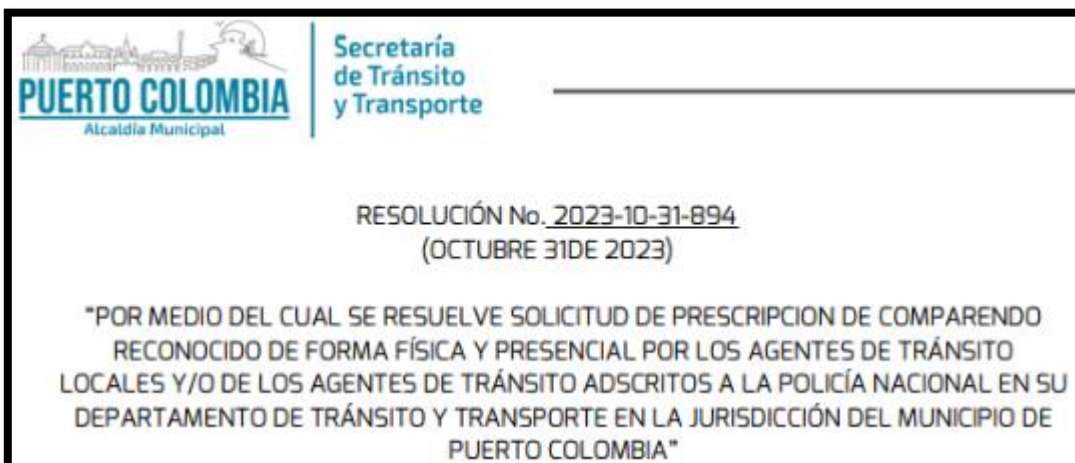 PUERTO COLOMBIA
Alcaldía Municipal
Secretaría
de Tránsito
y Transporte
RESOLUCIÓN No. 2023-10-31-894
(OCTUBRE 31DE 2023)
"POR MEDIO DEL CUAL SE RESUELVE SOLICITUD DE PRESCRIPCION DE COMPARENDO
RECONOCIDO DE FORMA FÍSICA Y PRESENCIAL POR LOS AGENTES DE TRÁNSITO
LOCALES Y/O DE LOS AGENTES DE TRÁNSITO ADSCRITOS A LA POLICÍA NACIONAL EN SU
DEPARTAMENTO DE TRÁNSITO Y TRANSPORTE EN LA JURISDICCIÓN DEL MUNICIPIO DE
PUERTO COLOMBIA"